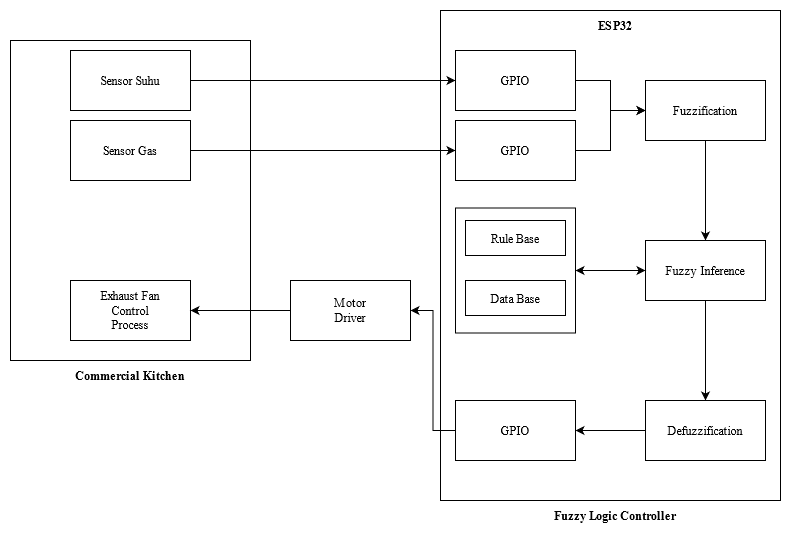 ESP32
Sensor Suhu
GPIO
Fuzzification
Sensor Gas
GPIO
Rule Base
Data Base
Fuzzy Inference
Exhaust Fan
Control
Process
Motor
Driver
Commercial Kitchen
GPIO
Defuzzification
Fuzzy Logic Controller